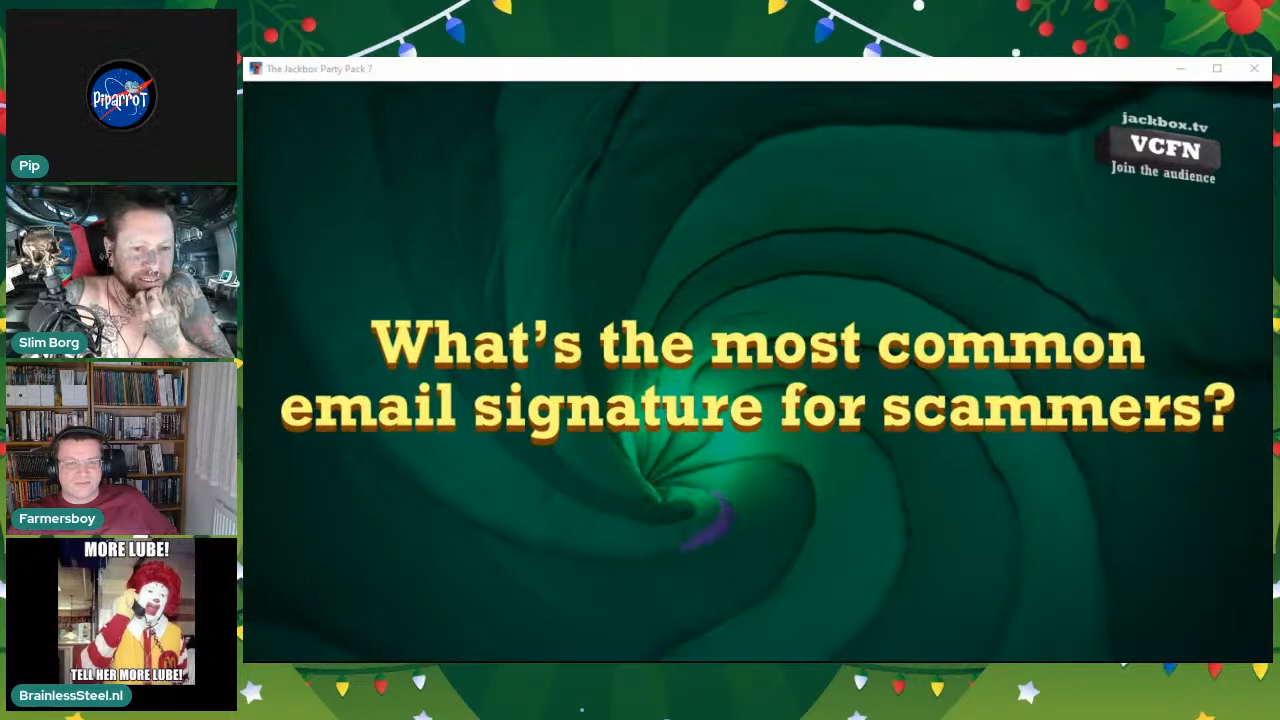 PiparroT
Pip
Slim Borg
Farmersboy
MORE LUBE!
TELL HER MORE LUBE!
BrainlessSteel.nl
The Jackbox Party Pack 7
jackbox.tv
VCFN
Join the audience
What's the most common
email signature for scammers?